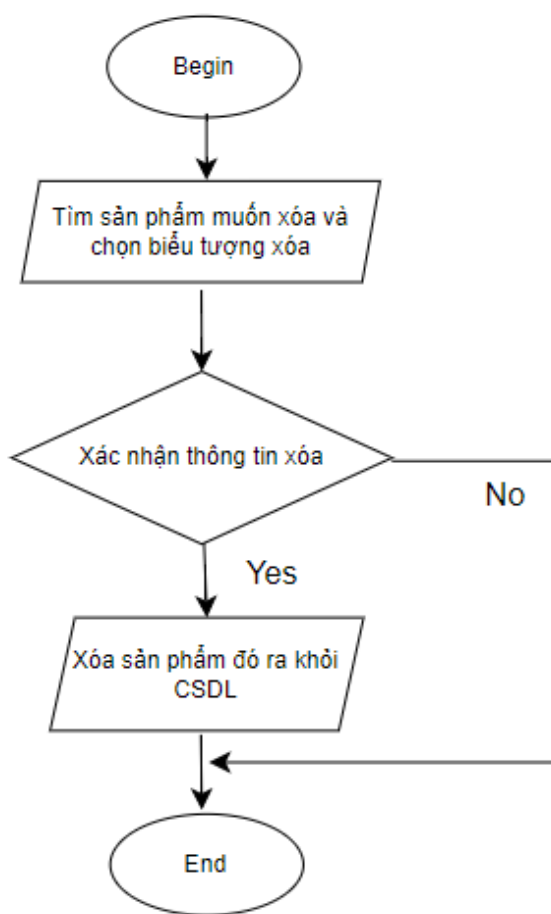 Begin
Tìm sản phẩm muốn xóa và
chọn biểu tượng xóa
Xác nhận thông tin xóa
No
Yes
Xóa sản phẩm đó ra khỏi
CSDL
End